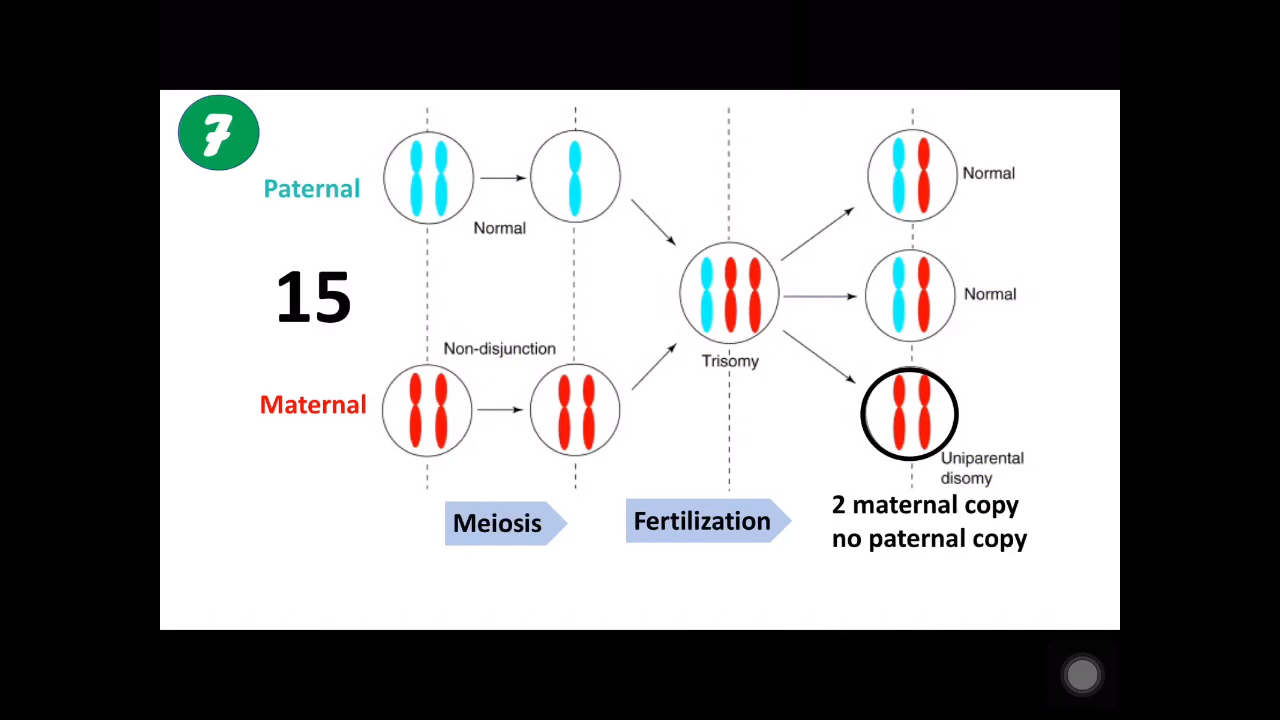 7
Paternal
Normal
Normal
15
Normal
Non-disjunction
Trisomy
Maternal
Uniparental
disomy
Meiosis
Fertilization
2 maternal copy
no paternal copy